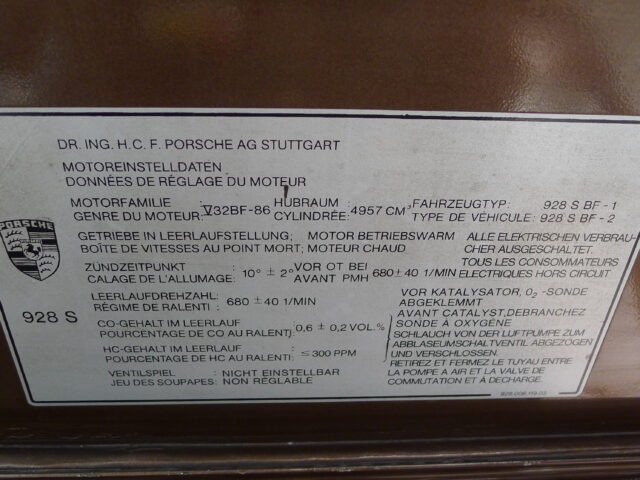 DR. ING. H.C. F. PORSCHE AG STUTTGART
MOTOREINSTELLDATEN
DONNÉES DE RÉGLAGE DU MOTEUR
MOTORFAMILIE : V32BF-86 HUBRAUM : 4957 CM³ FAHRZEUGTYP: 928 S BF-1
GENRE DU MOTEUR: CYLINDRÉE: TYPE DE VÉHICULE: 928 S BF-2
GETRIEBE IN LEERLAUFSTELLUNG; MOTOR BETRIEBSWARM
BOÎTE DE VITESSES AU POINT MORT; MOTEUR CHAUD
ALLE ELEKTRISCHEN VERBRAU-
CHER AUSGESCHALTET.
TOUS LES CONSOMMATEURS
ELECTRIQUES HORS CIRCUIT
ZÜNDZEITPUNKT : 10° ± 2° VOR OT BEI 680±40 1/MIN
CALAGE DE L'ALLUMAGE: AVANT PMH
LEERLAUFDREHZAHL: 680 ±40 1/MIN
RÉGIME DE RALENTI :
VOR KATALYSATOR, O₂ -SONDE
ABGEKLEMMT
AVANT CATALYST, DEBRANCHEZ
SONDE À OXYGÈNE
928 S
CO-GEHALT IM LEERLAUF : 0,6 ± 0,2 VOL.%
POURCENTAGE DE CO AU RALENTI:
HC-GEHALT IM LEERLAUF : ≤ 300 PPM
POURCENTAGE DE HC AU RALENTI:
SCHLAUCH VON DER LUFTPUMPE ZUM
ABBLASEUMSCHALTVENTIL ABGEZOGEN
UND VERSCHLOSSEN.
RETIREZ ET FERMEZ LE TUYAU ENTRE
LA POMPE A AIR ET LA VALVE DE
COMMUTATION ET À DECHARGE.
VENTILSPIEL : NICHT EINSTELLBAR
JEU DES SOUPAPES: NON RÉGLABLE
928.006.119.03
PORSCHE